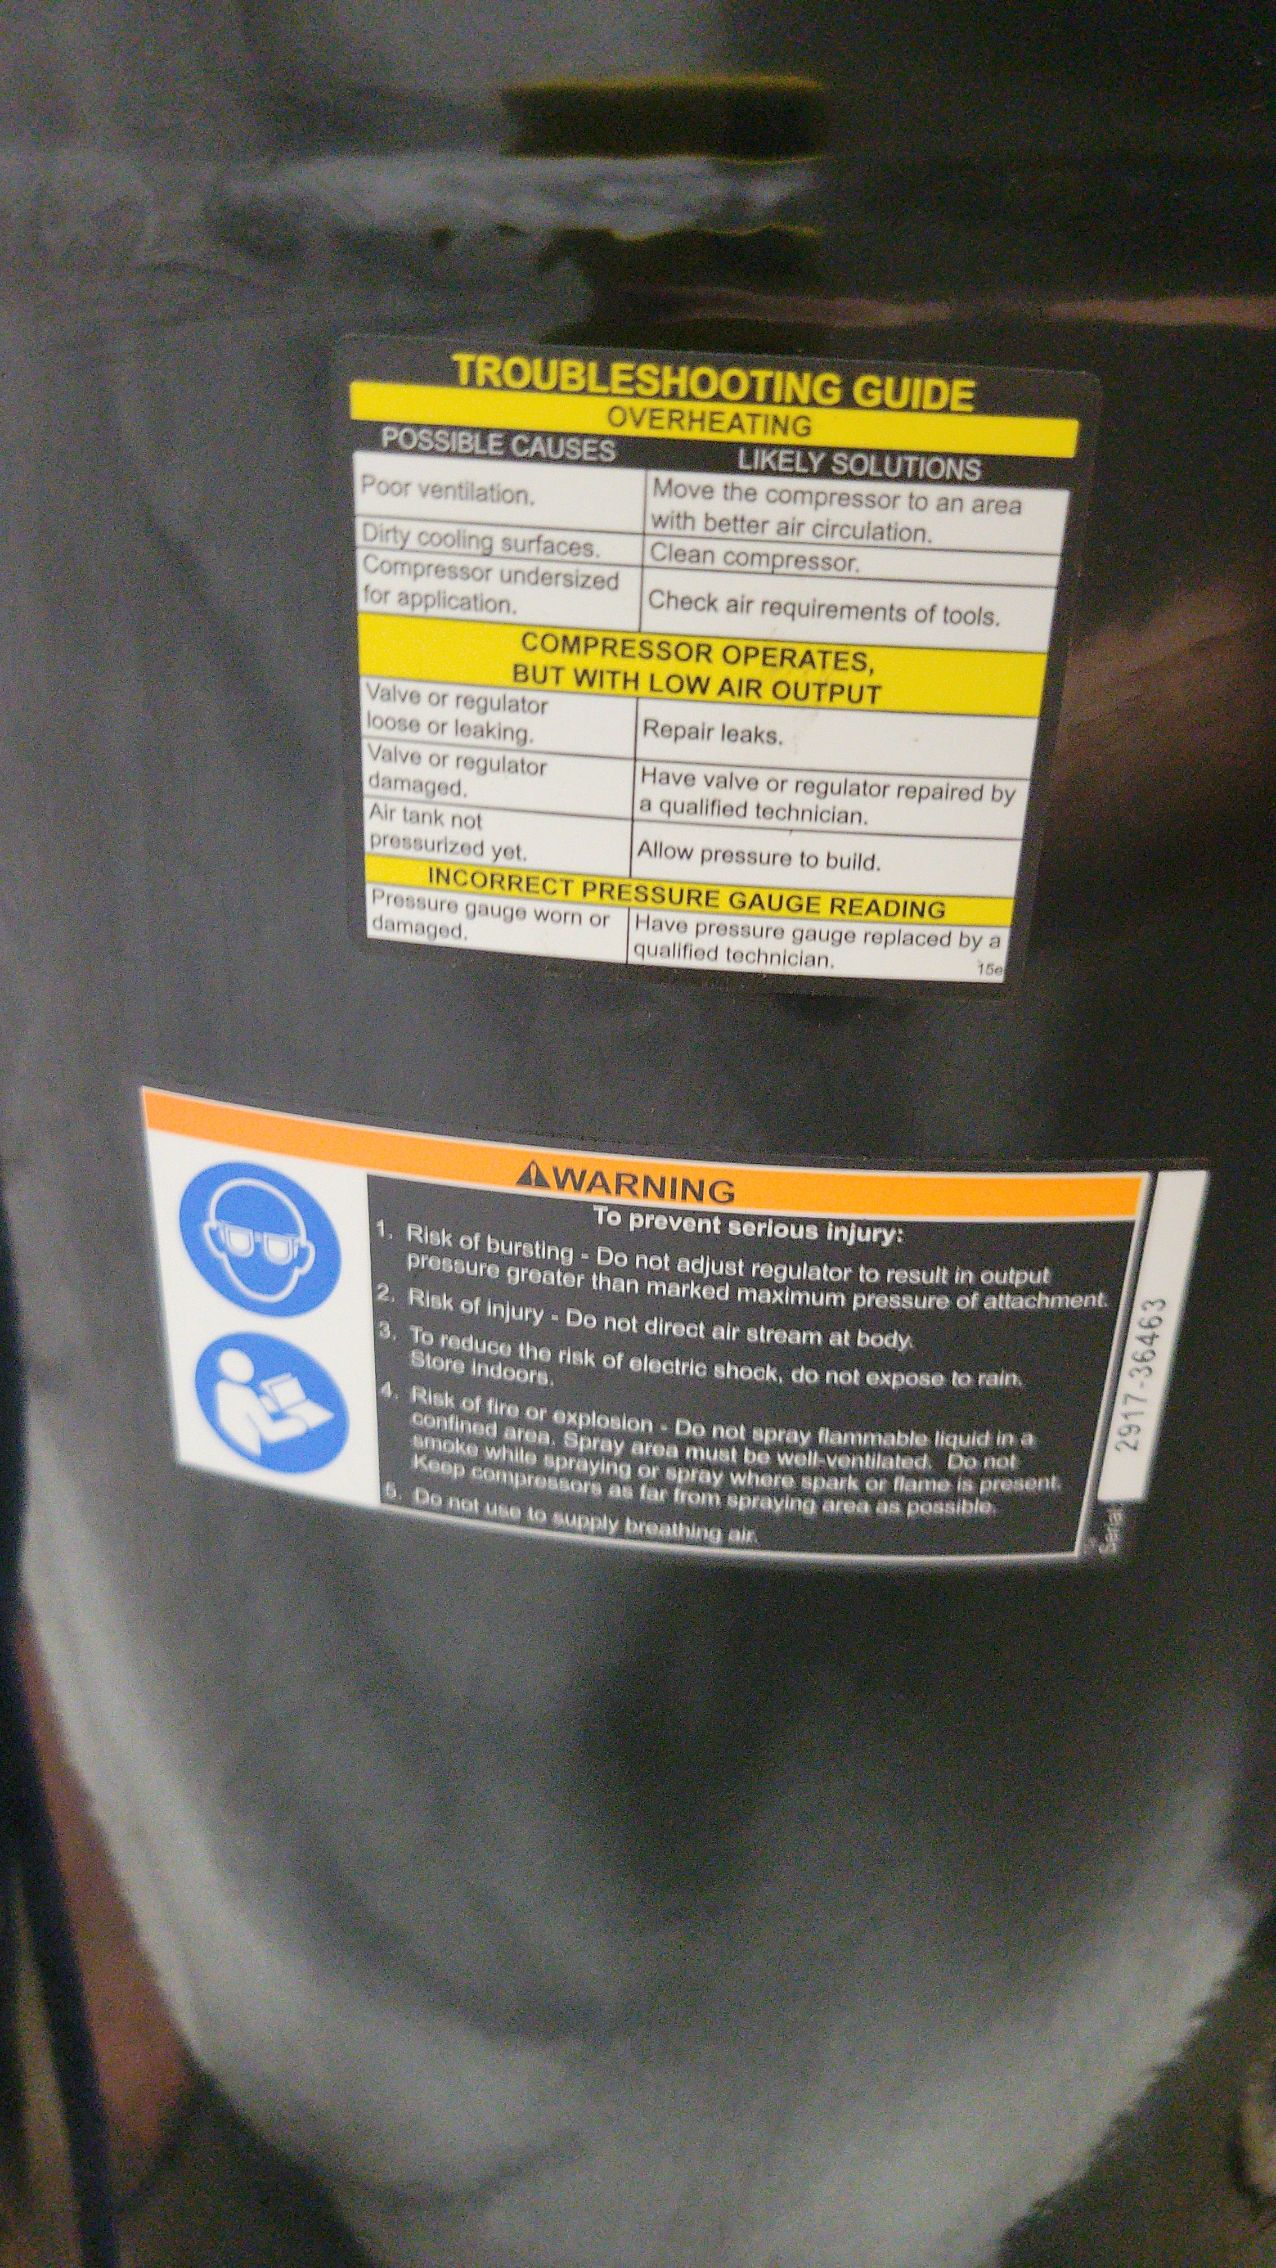 TROUBLESHOOTING GUIDE
OVERHEATING
POSSIBLE CAUSES LIKELY SOLUTIONS
Poor ventilation.
Move the compressor to an area
with better air circulation.
Dirty cooling surfaces.
Clean compressor.
Compressor undersized
for application.
Check air requirements of tools.
COMPRESSOR OPERATES,
BUT WITH LOW AIR OUTPUT
Valve or regulator
loose or leaking.
Repair leaks.
Valve or regulator
damaged.
Have valve or regulator repaired by
a qualified technician.
Air tank not
pressurized yet.
Allow pressure to build.
INCORRECT PRESSURE GAUGE READING
Pressure gauge worn or
damaged.
Have pressure gauge replaced by a
qualified technician.
15e
WARNING
To prevent serious injury:
1. Risk of bursting - Do not adjust regulator to result in output
pressure greater than marked maximum pressure of attachment.
2. Risk of injury - Do not direct air stream at body.
3. To reduce the risk of electric shock, do not expose to rain.
Store indoors.
4. Risk of fire or explosion - Do not spray flammable liquid in a
confined area. Spray area must be well-ventilated. Do not
smoke while spraying or spray where spark or flame is present.
Keep compressors as far from spraying area as possible.
5. Do not use to supply breathing air.
2917-36463
Serial